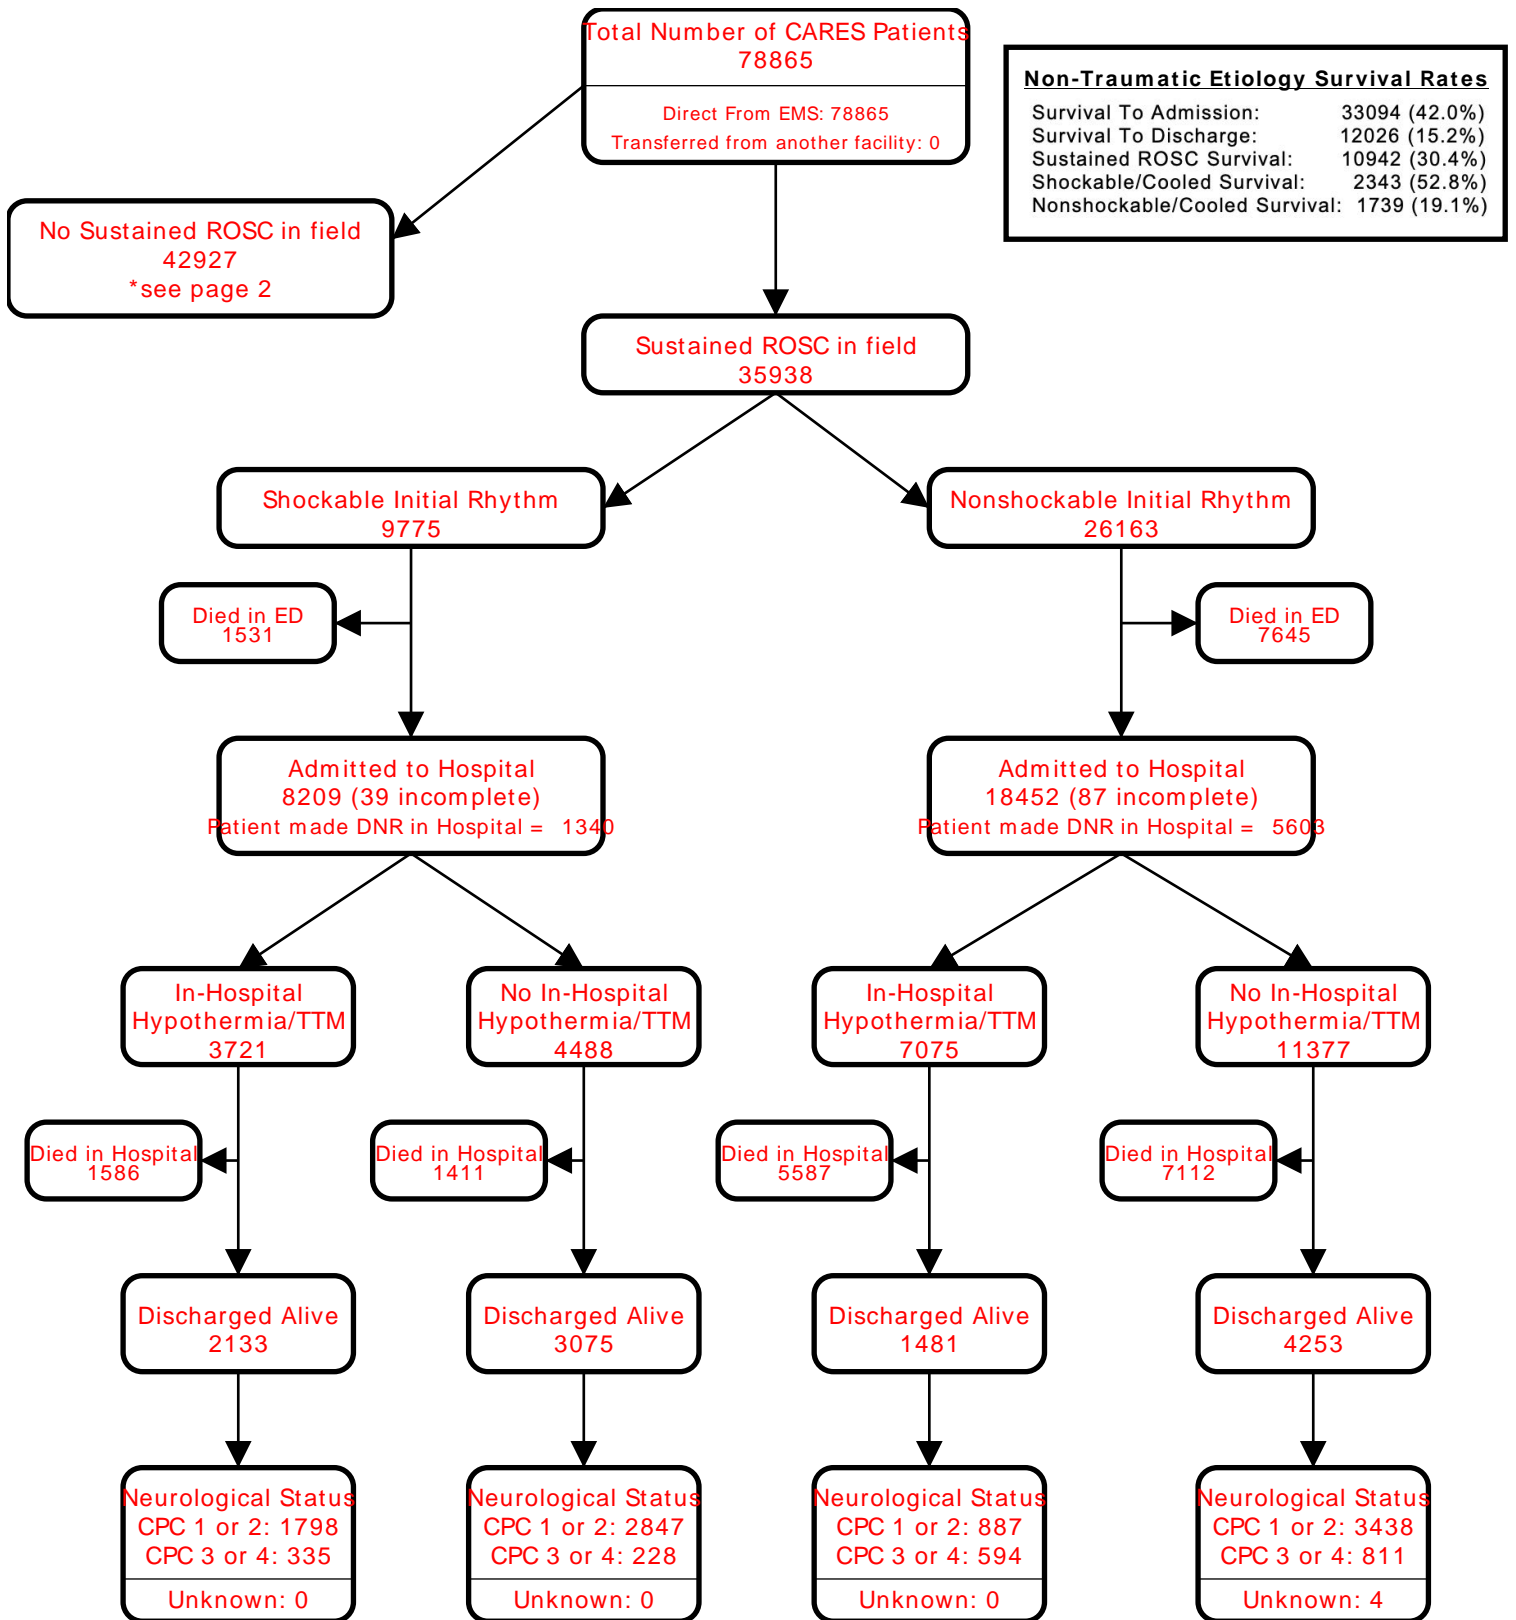 Total Number of CARES Patients
78865
Direct From EMS: 78865
Transferred from another facility: 0
Non-Traumatic Etiology Survival Rates
Survival To Admission: 33094 (42.0%)
Survival To Discharge: 12026 (15.2%)
Sustained ROSC Survival: 10942 (30.4%)
Shockable/Cooled Survival: 2343 (52.8%)
Nonshockable/Cooled Survival: 1739 (19.1%)
No Sustained ROSC in field
42927
*see page 2
Sustained ROSC in field
35938
Shockable Initial Rhythm
9775
Nonshockable Initial Rhythm
26163
Died in ED
1531
Died in ED
7645
Admitted to Hospital
8209 (39 incomplete)
Patient made DNR in Hospital = 1340
Admitted to Hospital
18452 (87 incomplete)
Patient made DNR in Hospital = 5603
In-Hospital
Hypothermia/TTM
3721
No In-Hospital
Hypothermia/TTM
4488
In-Hospital
Hypothermia/TTM
7075
No In-Hospital
Hypothermia/TTM
11377
Died in Hospital
1586
Died in Hospital
1411
Died in Hospital
5587
Died in Hospital
7112
Discharged Alive
2133
Discharged Alive
3075
Discharged Alive
1481
Discharged Alive
4253
Neurological Status
CPC 1 or 2: 1798
CPC 3 or 4: 335
Unknown: 0
Neurological Status
CPC 1 or 2: 2847
CPC 3 or 4: 228
Unknown: 0
Neurological Status
CPC 1 or 2: 887
CPC 3 or 4: 594
Unknown: 0
Neurological Status
CPC 1 or 2: 3438
CPC 3 or 4: 811
Unknown: 4